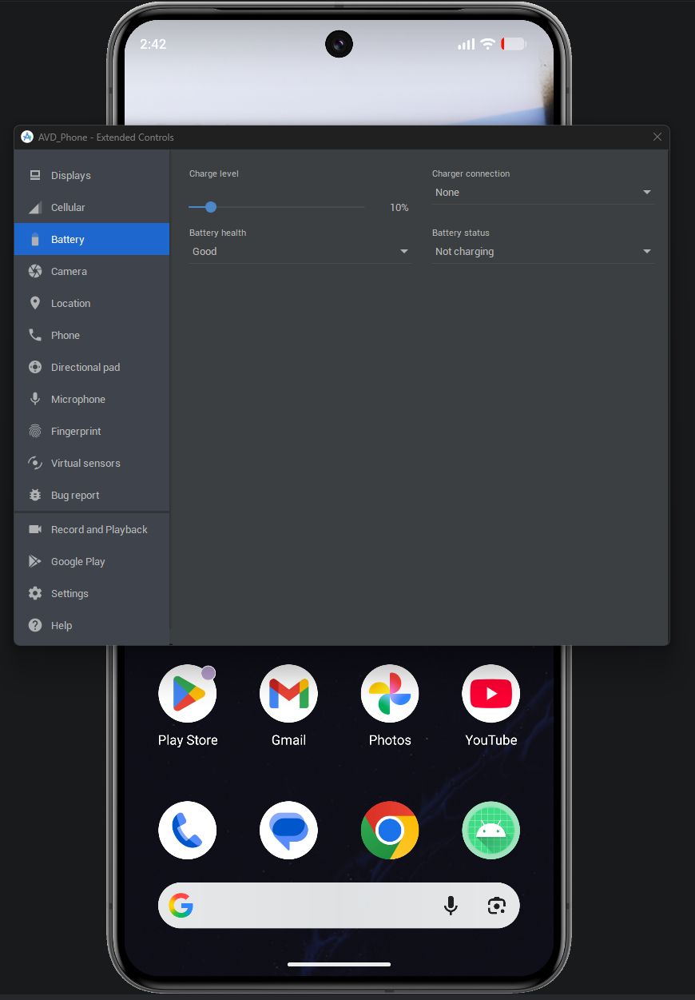 2:42
AVD_Phone - Extended Controls
Displays
Cellular
Battery
Camera
Location
Phone
Directional pad
Microphone
Fingerprint
Virtual sensors
Bug report
Record and Playback
Google Play
Settings
Help
Charge level
10%
Charger connection
None
Battery health
Good
Battery status
Not charging
Play Store
Gmail
Photos
YouTube